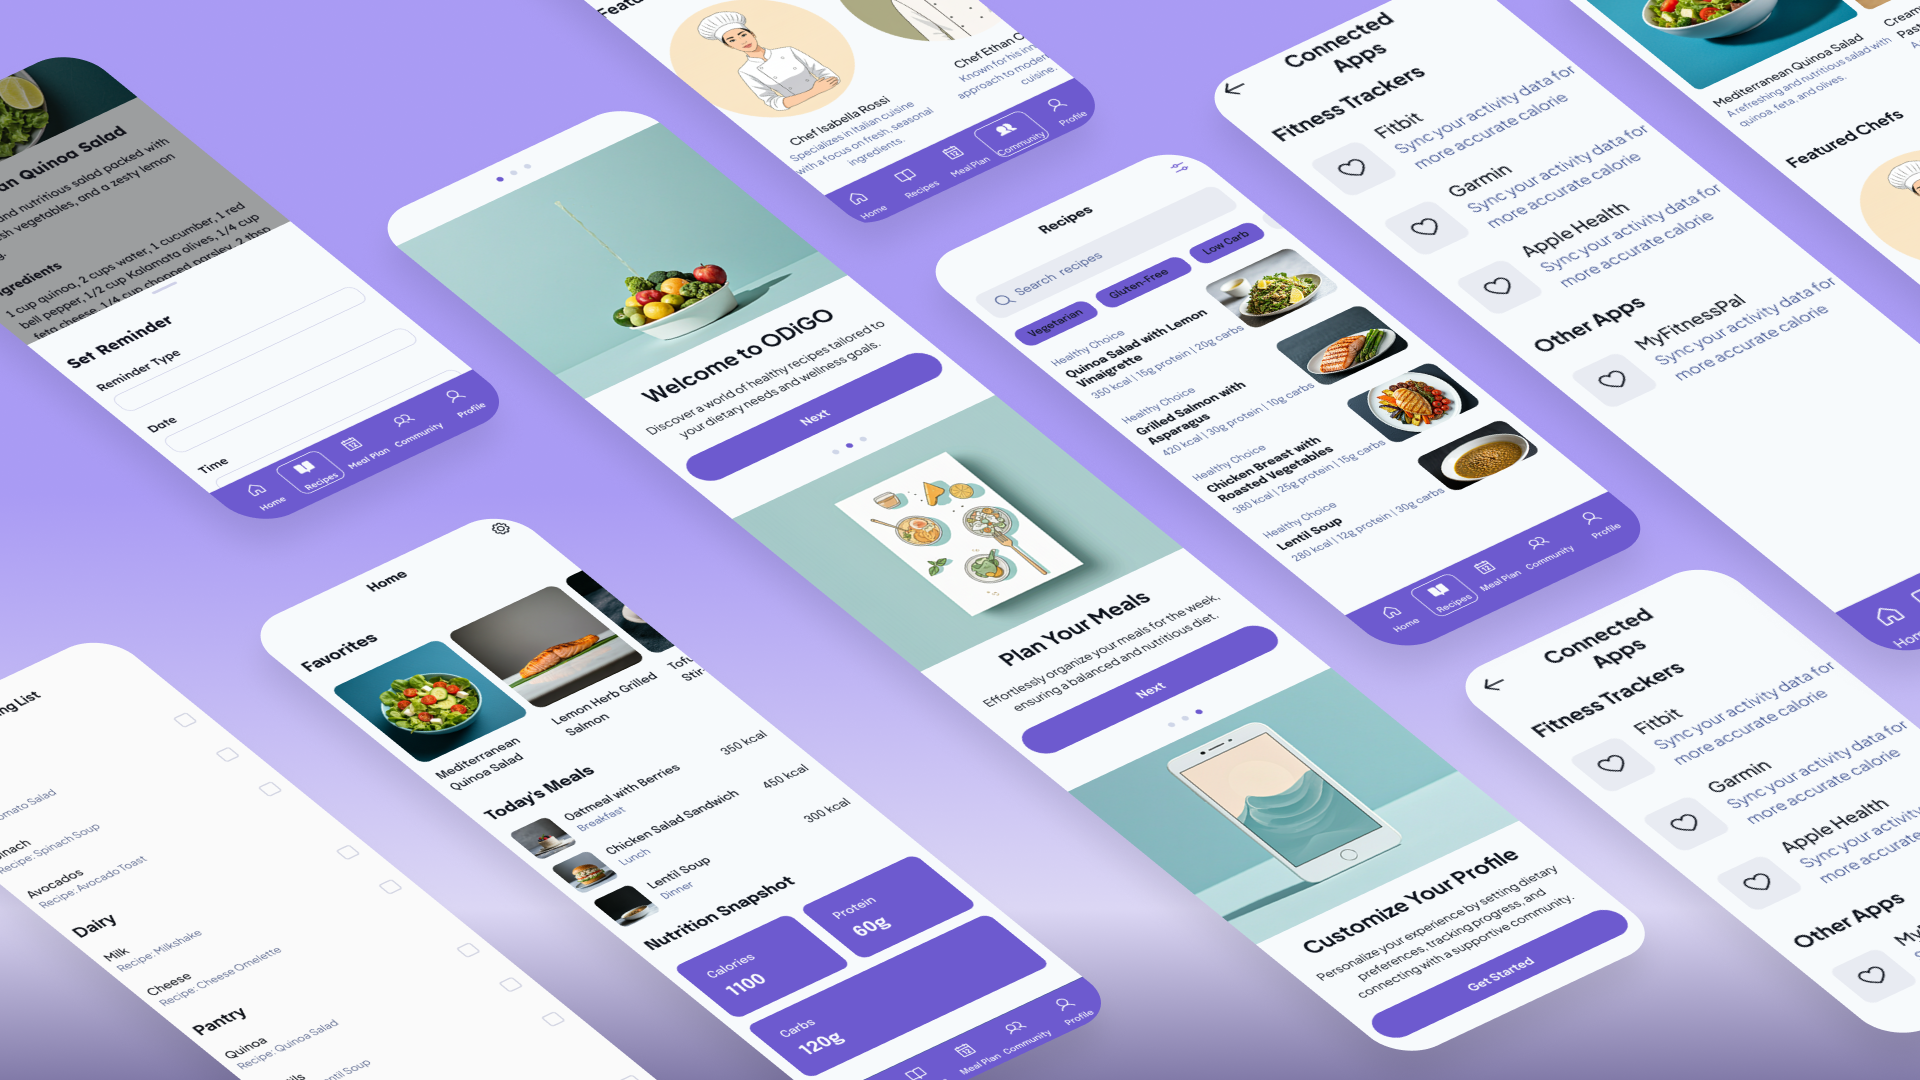 an Quinoa Salad
and nutritious salad packed with
sh vegetables, and a zesty lemon
gredients
1 cup quinoa, 2 cups water, 1 cucumber, 1 red
bell pepper, 1/2 cup Kalamata olives, 1/4 cup
feta cheese, 1/4 cup chopped parsley, 2 tbsp
Set Reminder
Reminder Type
Date
Time
Home
Recipes
Meal Plan
Community
Profile
ng List
omato Salad
inach
Recipe: Spinach Soup
Avocados
Recipe: Avocado Toast
Dairy
Milk
Recipe: Milkshake
Cheese
Recipe: Cheese Omelette
Pantry
Quinoa
Recipe: Quinoa Salad
ils
ntil Soup
Home
Favorites
Mediterranean
Quinoa Salad
Lemon Herb Grilled
Salmon
Tofu
Stir
Today's Meals
Oatmeal with Berries
Breakfast
350 kcal
Chicken Salad Sandwich
Lunch
450 kcal
Lentil Soup
Dinner
300 kcal
Nutrition Snapshot
Calories
1100
Protein
60g
Carbs
120g
Meal Plan
Community
Profile
Welcome to ODiGO
Discover a world of healthy recipes tailored to
your dietary needs and wellness goals.
Next
Plan Your Meals
Effortlessly organize your meals for the week,
ensuring a balanced and nutritious diet.
Next
Customize Your Profile
Personalize your experience by setting dietary
preferences, tracking progress, and
connecting with a supportive community.
Get Started
Featu
Chef Isabella Rossi
Specializes in Italian cuisine
with a focus on fresh, seasonal
ingredients.
Chef Ethan C
Known for his inn
approach to moder
cuisine.
Home
Recipes
Meal Plan
Community
Profile
Recipes
Search recipes
Vegetarian
Gluten-Free
Low Carb
Healthy Choice
Quinoa Salad with Lemon
Vinaigrette
350 kcal | 15g protein | 20g carbs
Healthy Choice
Grilled Salmon with
Asparagus
420 kcal | 30g protein | 10g carbs
Healthy Choice
Chicken Breast with
Roasted Vegetables
380 kcal | 25g protein | 15g carbs
Healthy Choice
Lentil Soup
280 kcal | 12g protein | 30g carbs
Home
Recipes
Meal Plan
Community
Profile
Connected
Apps
Fitness Trackers
Fitbit
Sync your activity data for
more accurate calorie
Garmin
Sync your activity data for
more accurate calorie
Apple Health
Sync your activity data for
more accurate calorie
Other Apps
MyFitnessPal
Sync your activity data for
more accurate calorie
Hom
Mediterranean Quinoa Salad
A refreshing and nutritious salad with
quinoa, feta, and olives.
Cream
Past
Featured Chefs
Connected
Apps
Fitness Trackers
Fitbit
Sync your activity data for
more accurate calorie
Garmin
Sync your activity data for
more accurate calorie
Apple Health
Sync your activity
more accurate
Other Apps
My